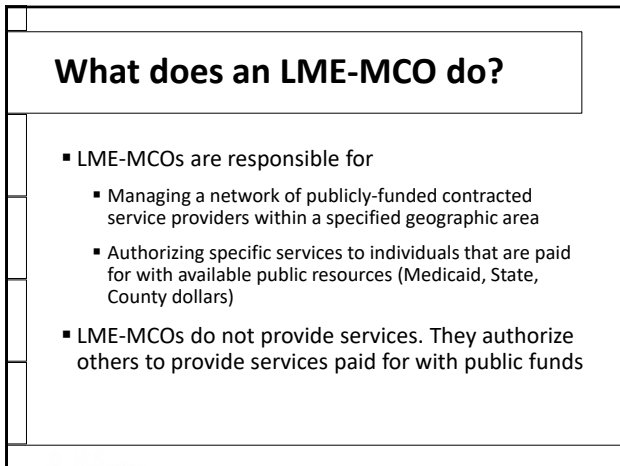 What does an LME-MCO do?
▪ LME-MCOs are responsible for
▪ Managing a network of publicly-funded contracted
service providers within a specified geographic area
▪ Authorizing specific services to individuals that are paid
for with available public resources (Medicaid, State,
County dollars)
▪ LME-MCOs do not provide services. They authorize
others to provide services paid for with public funds